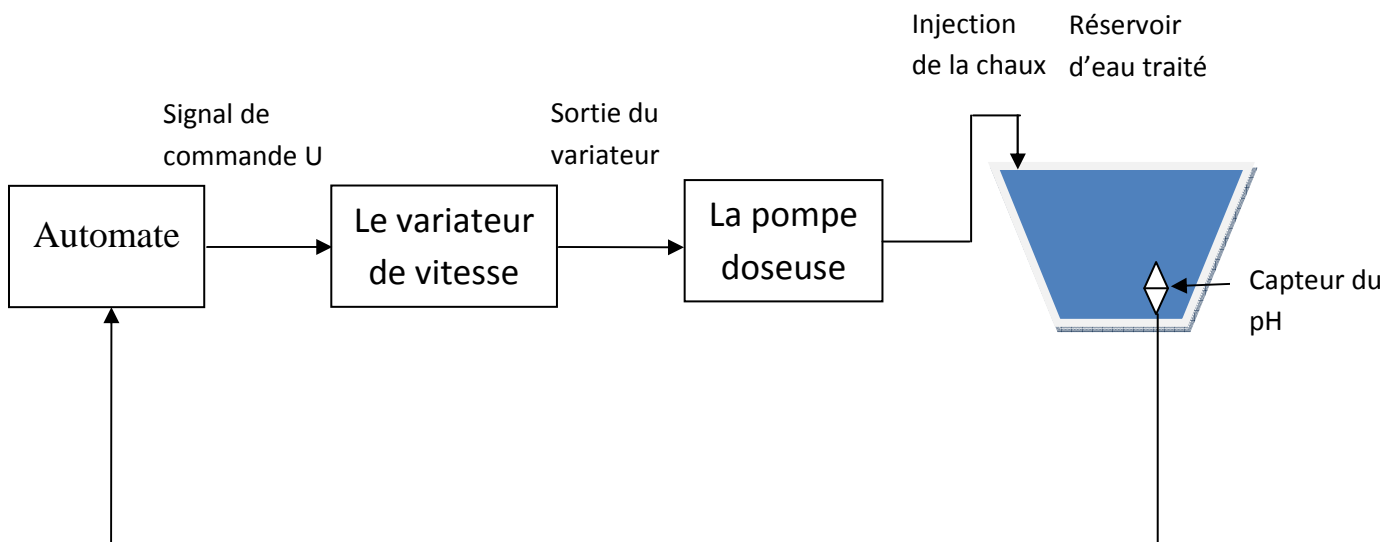 Injection
de la chaux
Réservoir
d'eau traité
Signal de
commande U
Sortie du
variateur
Automate
Le variateur
de vitesse
La pompe
doseuse
Capteur du
pH